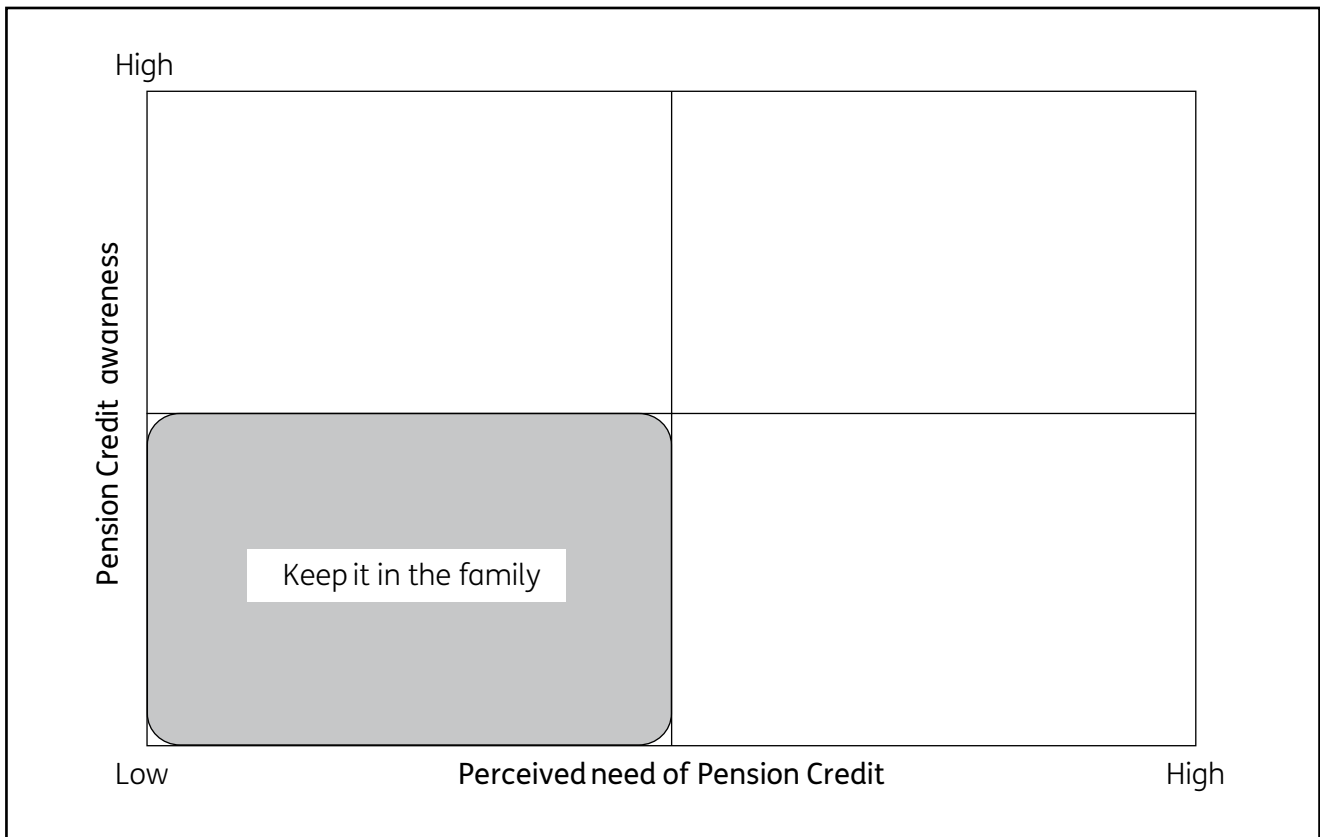 High
Pension Credit awareness
Keep it in the family
Low
Perceived need of Pension Credit
High